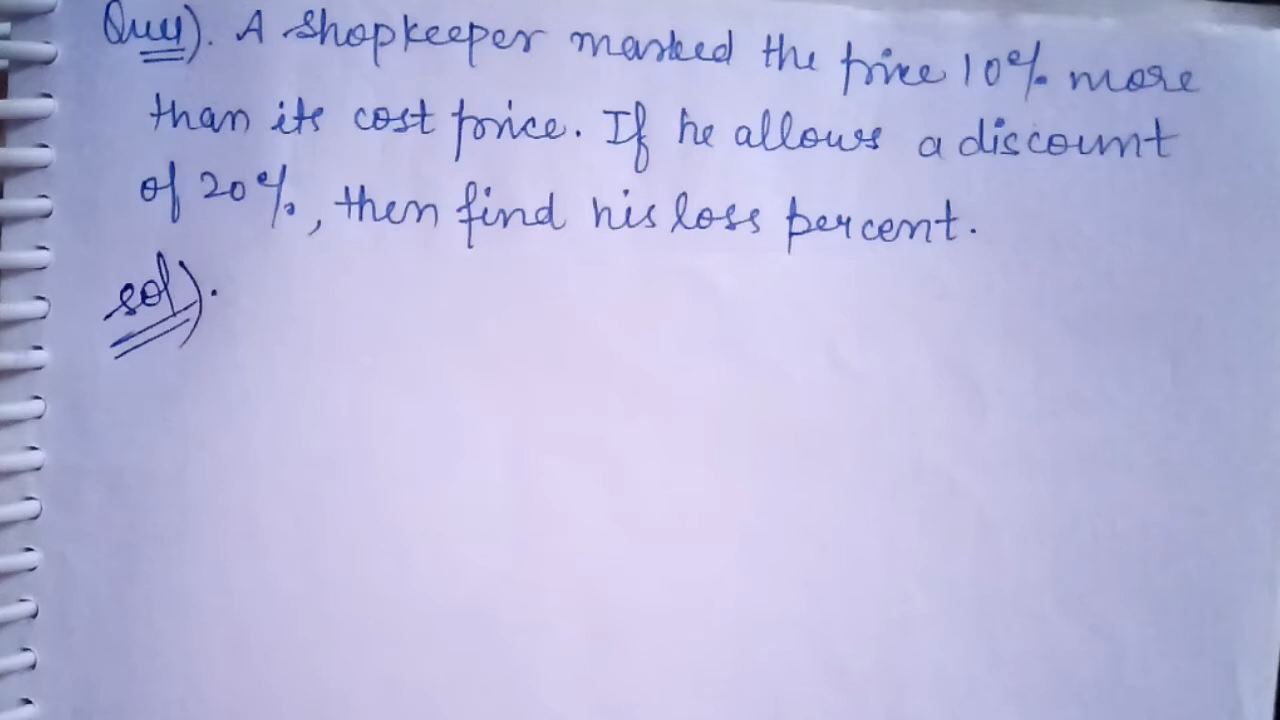 Ques). A Shopkeeper marked the price 10% more
than its cost price. If he allows a discount
of 20%, then find his loss percent.
sol).